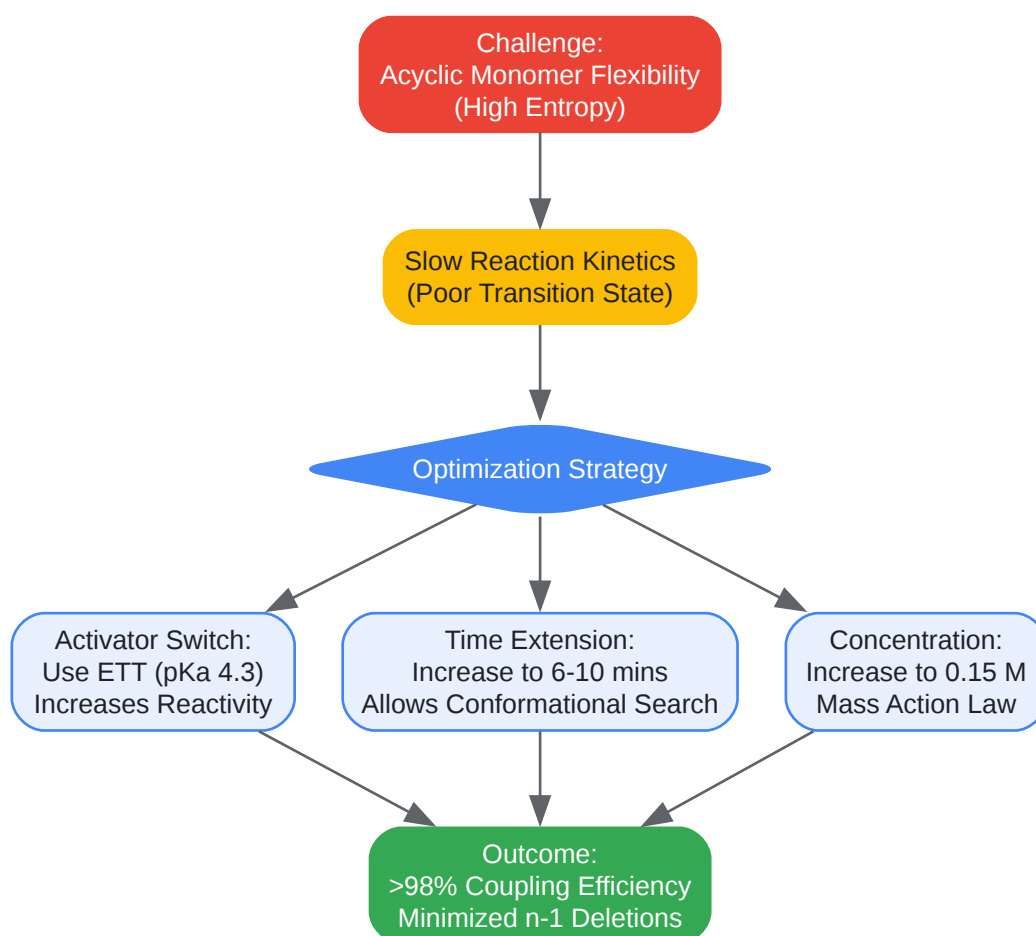 Challenge:
Acyclic Monomer Flexibility
(High Entropy)
Slow Reaction Kinetics
(Poor Transition State)
Optimization Strategy
Activator Switch:
Use ETT (pKa 4.3)
Increases Reactivity
Time Extension:
Increase to 6-10 mins
Allows Conformational Search
Concentration:
Increase to 0.15 M
Mass Action Law
Outcome:
>98% Coupling Efficiency
Minimized n-1 Deletions